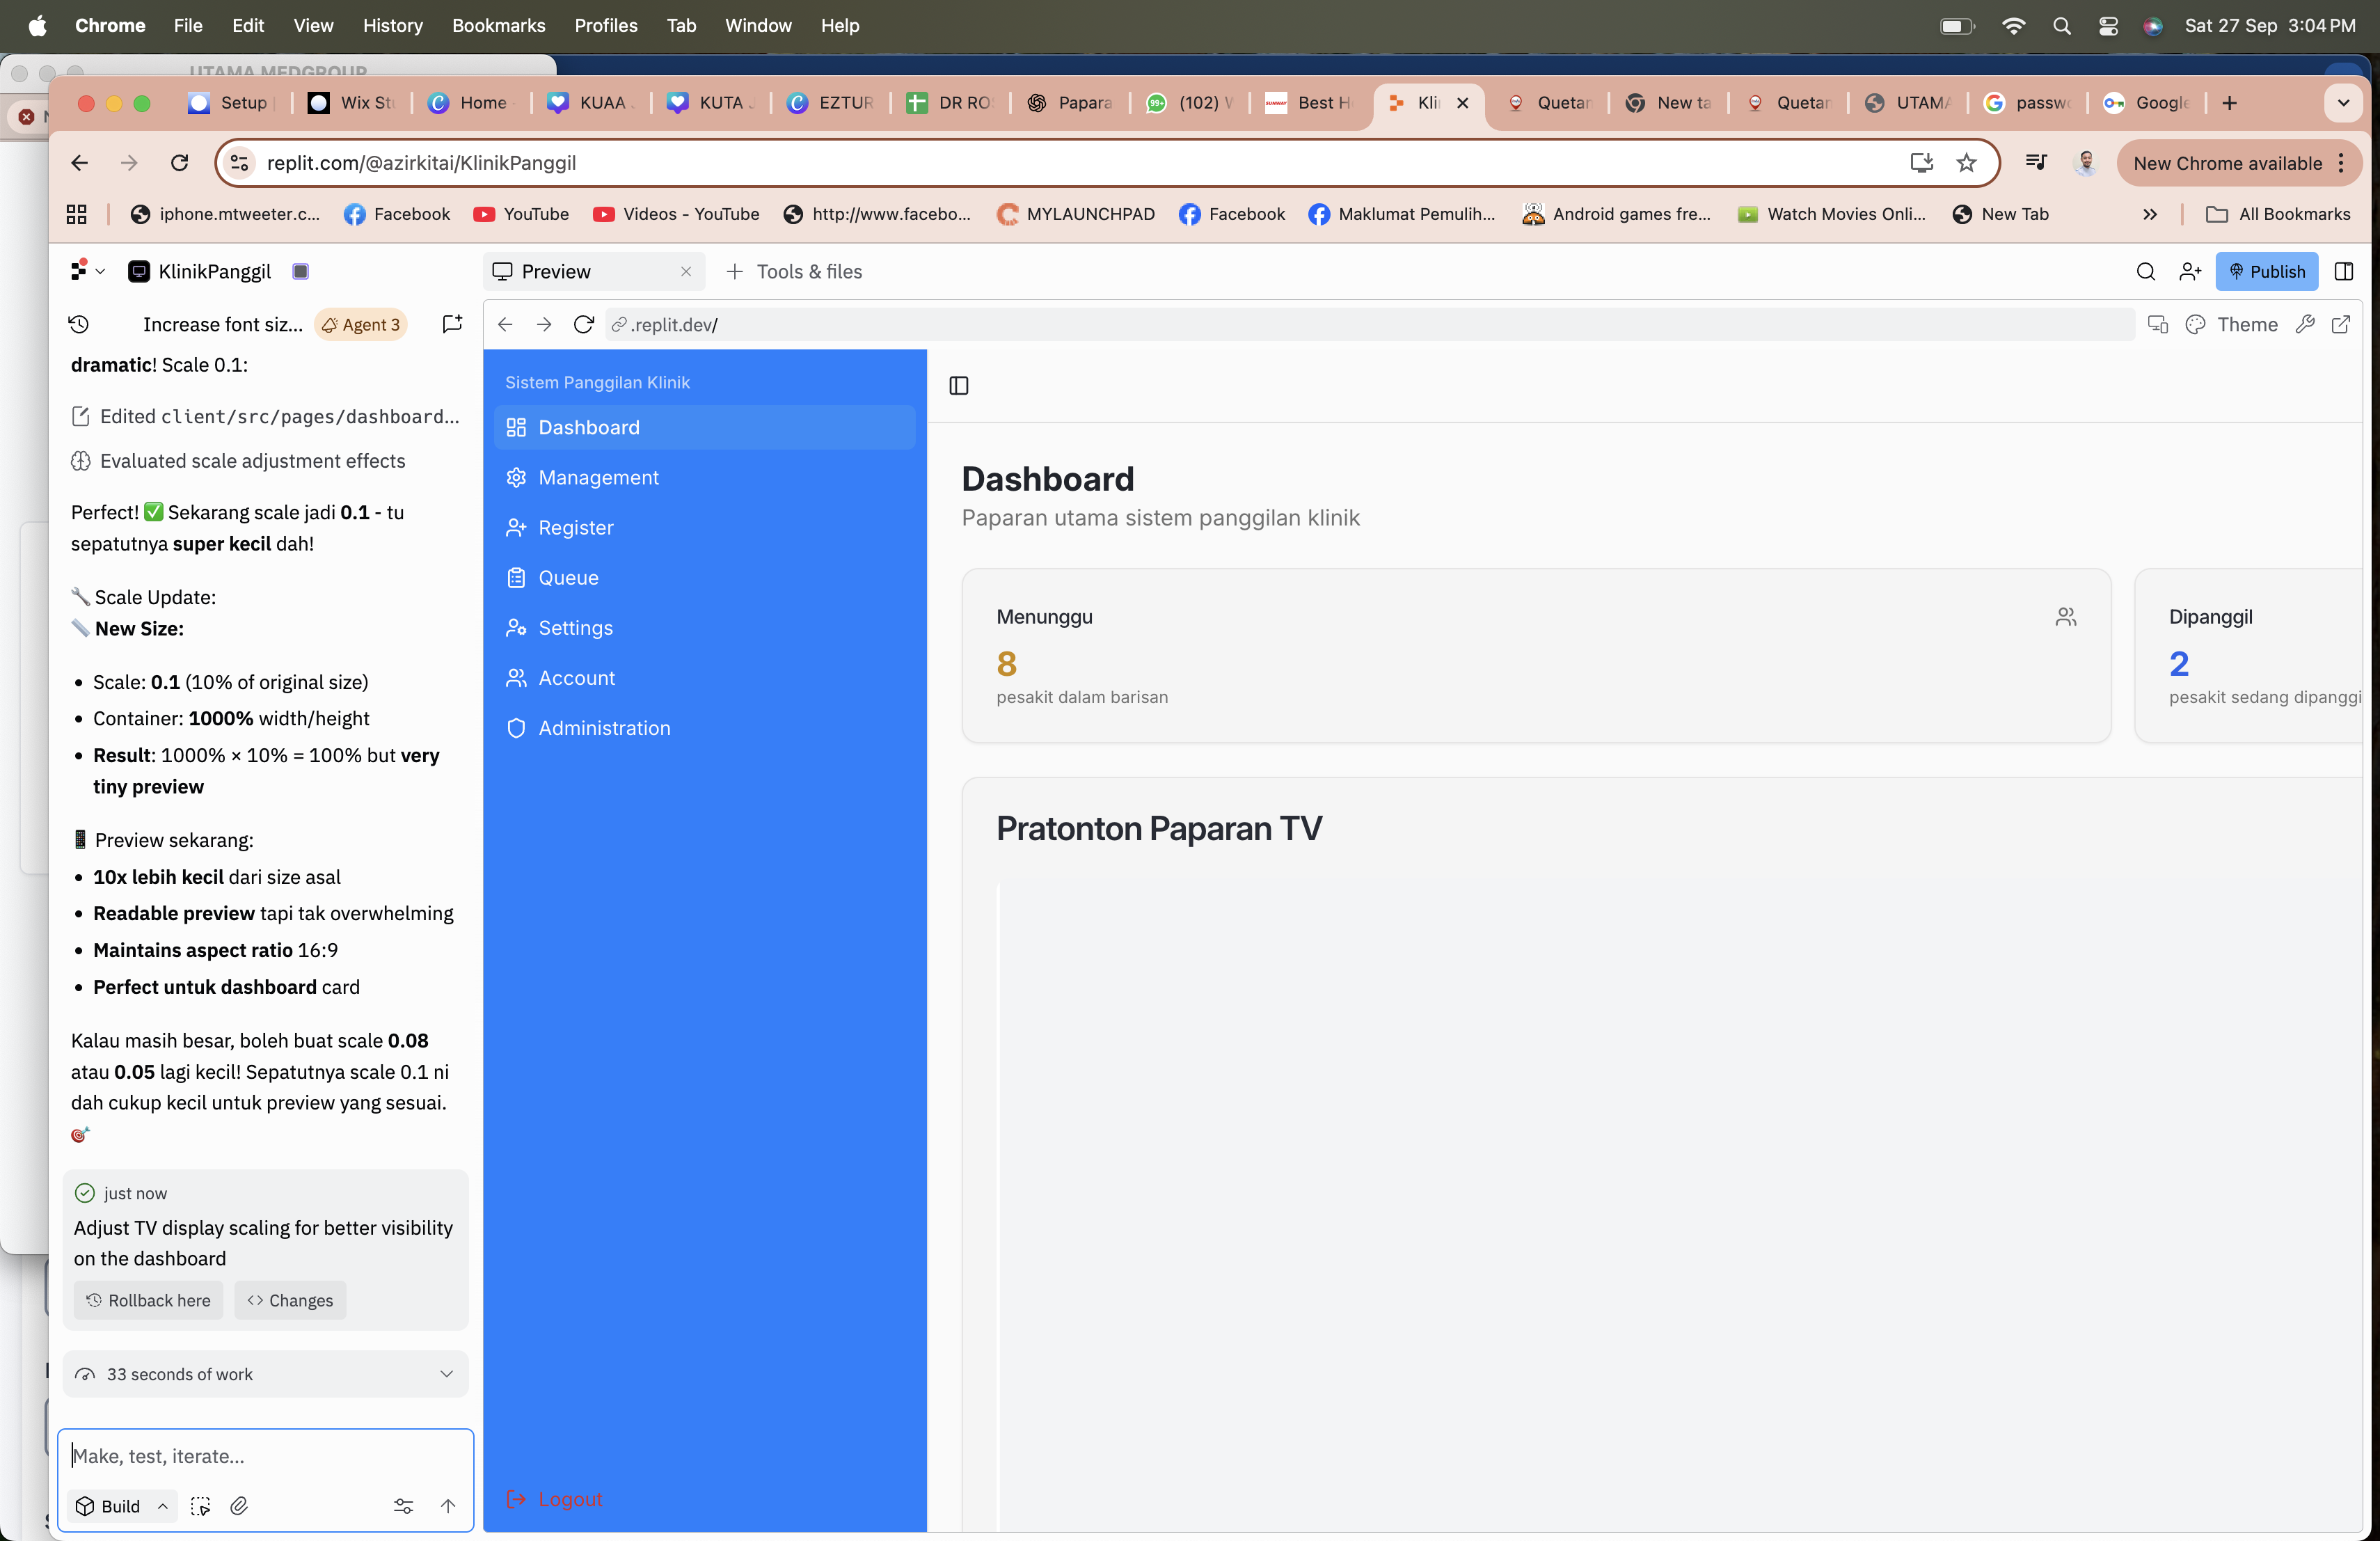 Chrome File Edit View History Bookmarks Profiles Tab Window Help Sat 27 Sep 3:04 PM
UTAMA MEDGROUP
Setup Wix Stu Home KUAA KUTA EZTUR DR RO Papara (102) Best H Kli Quetar New ta Quetar UTAMA passwo Google
replit.com/@azirkitai/KlinikPanggil New Chrome available
iphone.mtweeter.c... Facebook YouTube Videos - YouTube http://www.facebo... MYLAUNCHPAD Facebook Maklumat Pemulih... Android games fre... Watch Movies Onli... New Tab All Bookmarks
KlinikPanggil Preview Tools & files Publish
Increase font siz... Agent 3 .replit.dev/ Theme
dramatic! Scale 0.1:
Edited client/src/pages/dashboard...
Evaluated scale adjustment effects
Perfect! ✅ Sekarang scale jadi 0.1 - tu
sepatutnya super kecil dah!
🔧 Scale Update:
📏 New Size:
• Scale: 0.1 (10% of original size)
• Container: 1000% width/height
• Result: 1000% × 10% = 100% but very
tiny preview
📱 Preview sekarang:
• 10x lebih kecil dari size asal
• Readable preview tapi tak overwhelming
• Maintains aspect ratio 16:9
• Perfect untuk dashboard card
Kalau masih besar, boleh buat scale 0.08
atau 0.05 lagi kecil! Sepatutnya scale 0.1 ni
dah cukup kecil untuk preview yang sesuai.
🎯
just now
Adjust TV display scaling for better visibility
on the dashboard
Rollback here Changes
33 seconds of work
Make, test, iterate...
Build
Sistem Panggilan Klinik
Dashboard
Management
Register
Queue
Settings
Account
Administration
Logout
Dashboard
Paparan utama sistem panggilan klinik
Menunggu
8
pesakit dalam barisan
Dipanggil
2
pesakit sedang dipanggi
Pratonton Paparan TV